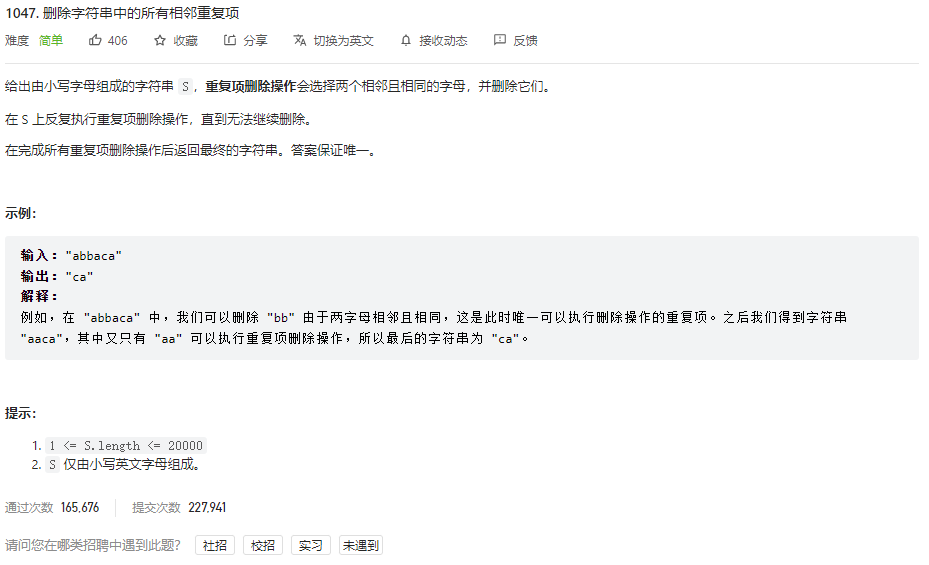 1047. 删除字符串中的所有相邻重复项
难度 简单 406 收藏 分享 切换为英文 接收动态 反馈
给出由小写字母组成的字符串 S，重复项删除操作会选择两个相邻且相同的字母，并删除它们。
在 S 上反复执行重复项删除操作，直到无法继续删除。
在完成所有重复项删除操作后返回最终的字符串。答案保证唯一。
示例：
输入："abbaca"
输出："ca"
解释：
例如，在 "abbaca" 中，我们可以删除 "bb" 由于两字母相邻且相同，这是此时唯一可以执行删除操作的重复项。之后我们得到字符串
"aaca"，其中又只有 "aa" 可以执行重复项删除操作，所以最后的字符串为 "ca"。
提示：
1. 1 <= S.length <= 20000
2. S 仅由小写英文字母组成。
通过次数 165,676 提交次数 227,941
请问您在哪类招聘中遇到此题？ 社招 校招 实习 未遇到